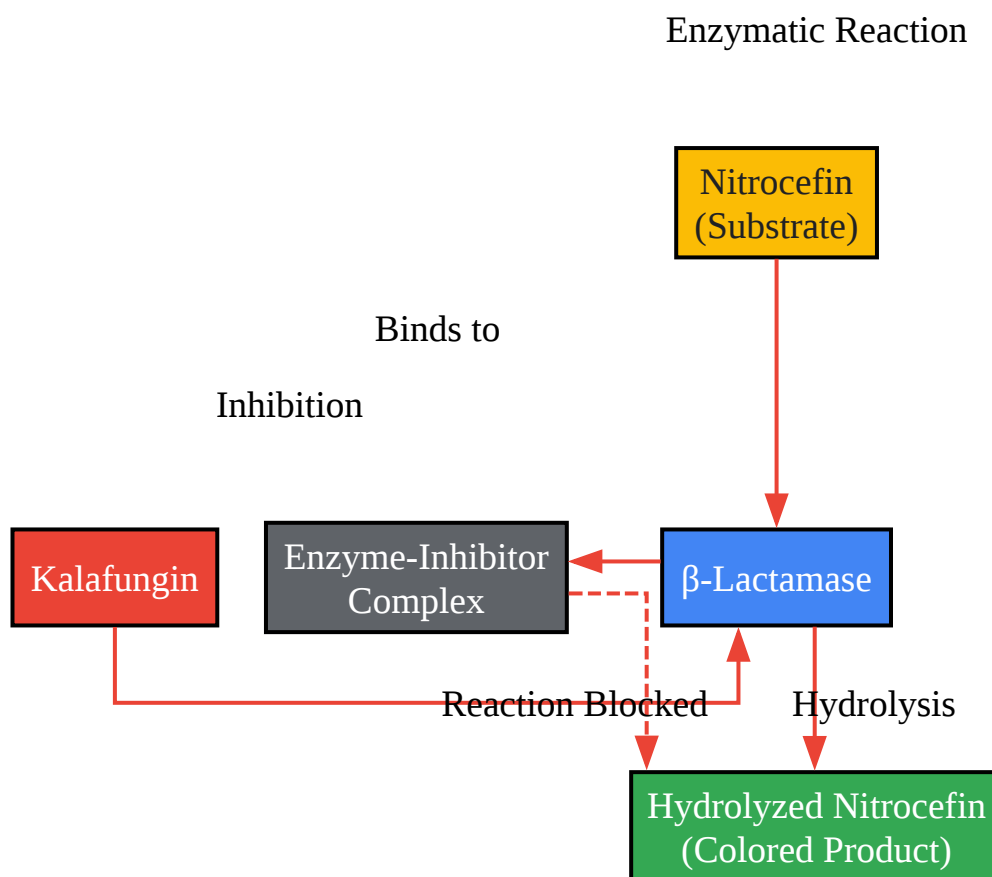 Enzymatic Reaction
Nitrocefin
(Substrate)
Binds to
Inhibition
Kalafungin
Enzyme-Inhibitor
Complex
β-Lactamase
Reaction Blocked
Hydrolysis
Hydrolyzed Nitrocefin
(Colored Product)